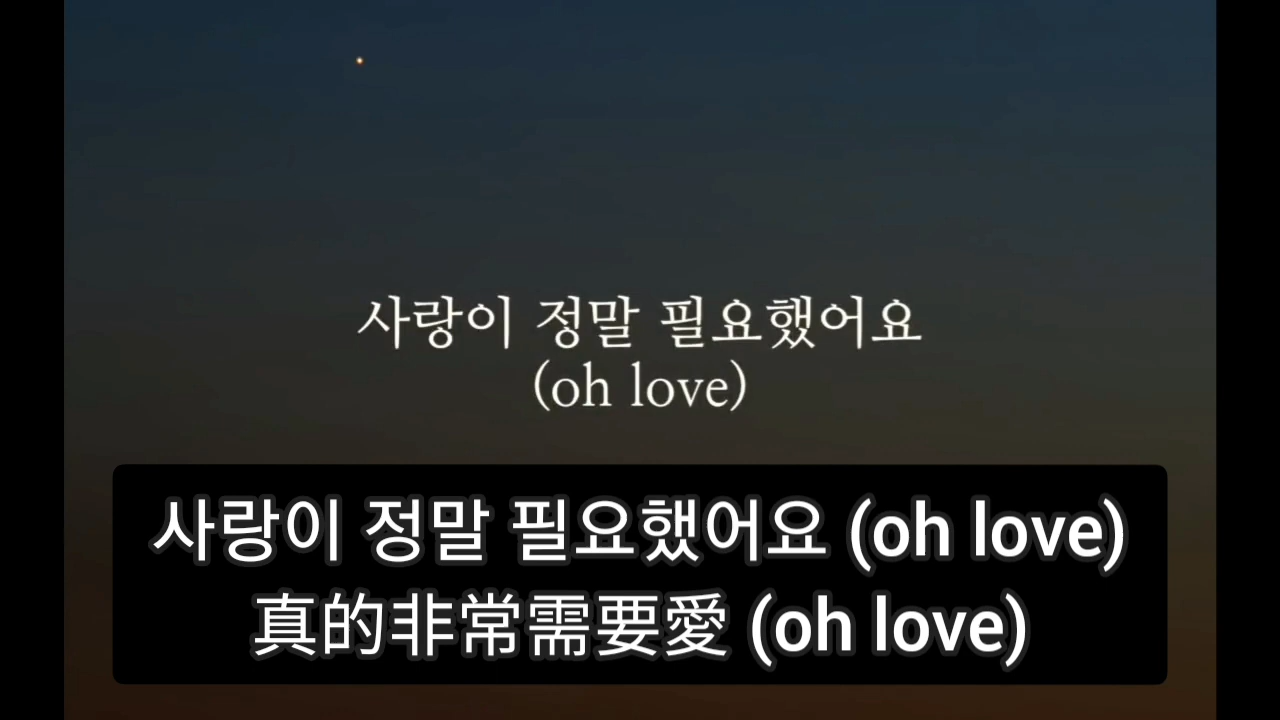 사랑이 정말 필요했어요
(oh love)
사랑이 정말 필요했어요 (oh love)
真的非常需要愛 (oh love)